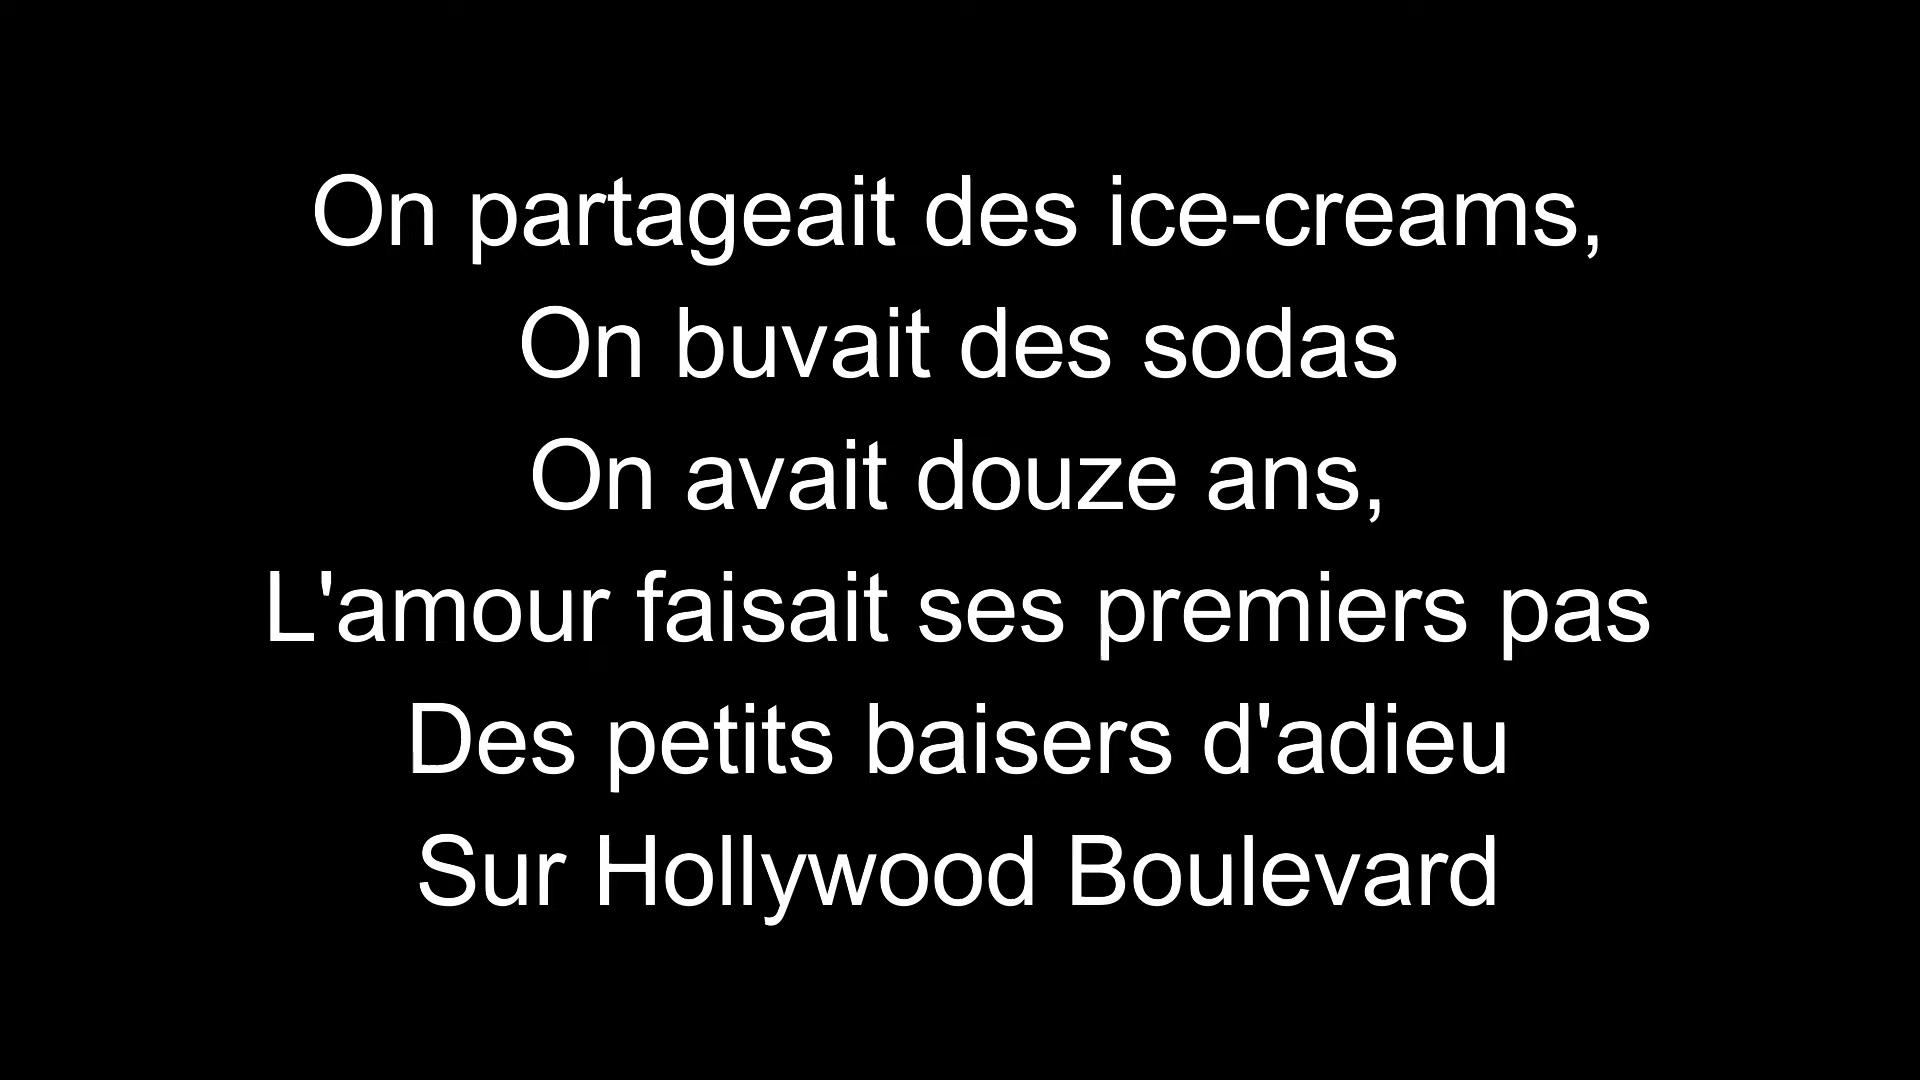 On partageait des ice-creams,
On buvait des sodas
On avait douze ans,
L'amour faisait ses premiers pas
Des petits baisers d'adieu
Sur Hollywood Boulevard